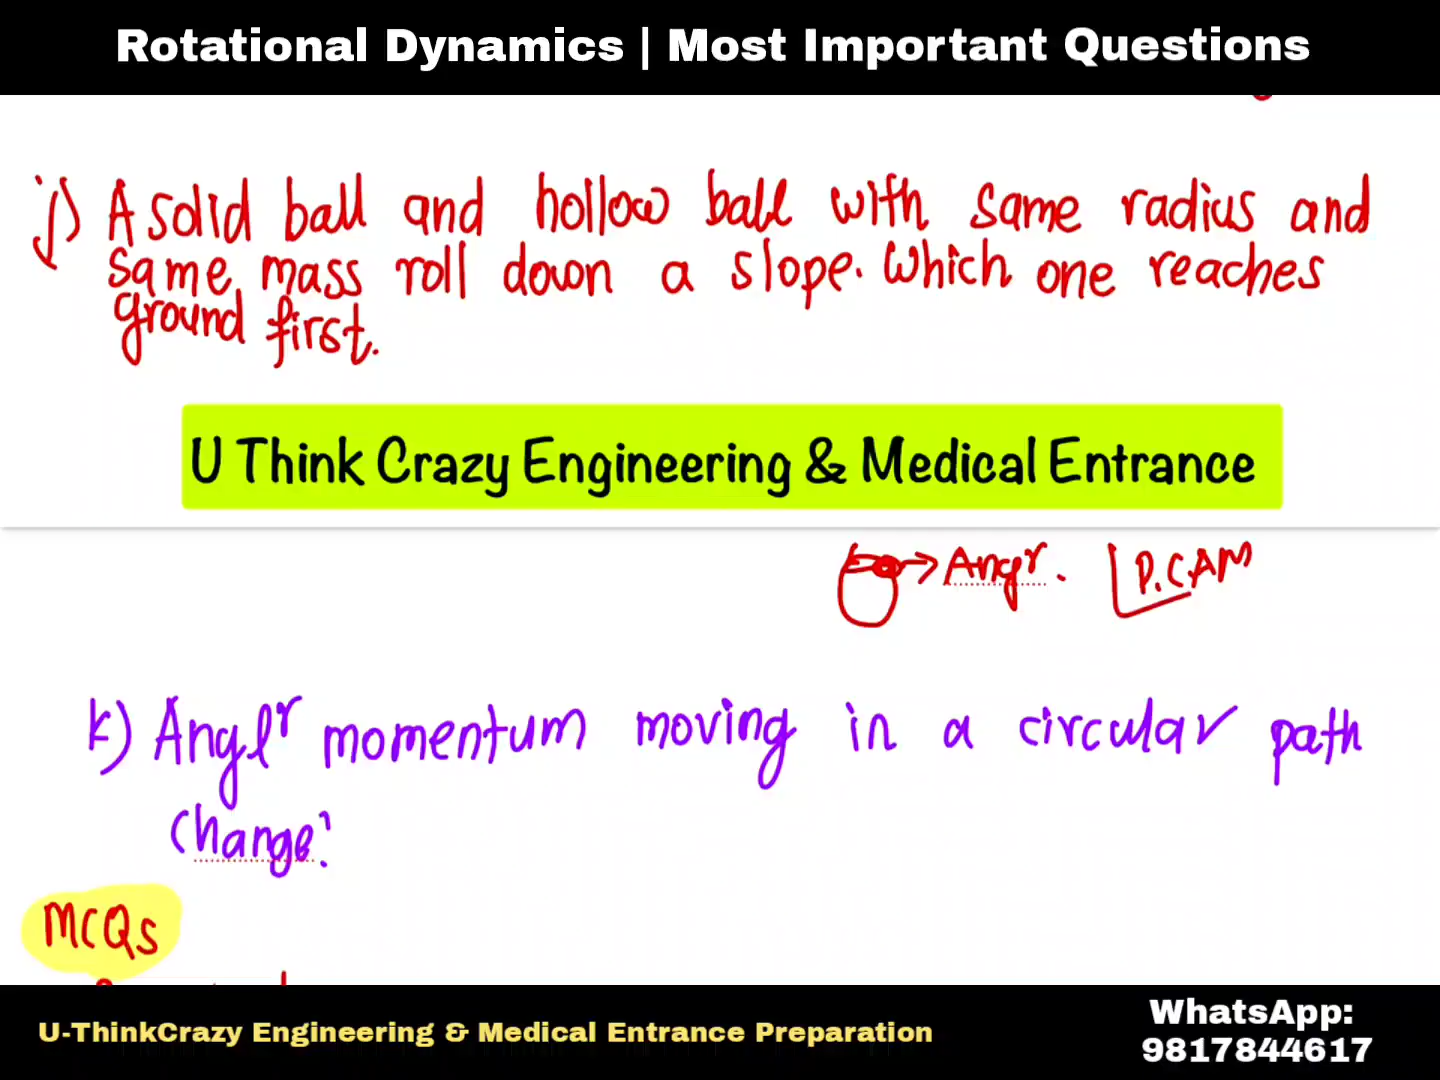 Rotational Dynamics | Most Important Questions
j) A solid ball and hollow ball with same radius and
same mass roll down a slope. Which one reaches
ground first.
U Think Crazy Engineering & Medical Entrance
→ Angr. P.C.AM
k) Anglr momentum moving in a circular path
change?
MCQs
U-ThinkCrazy Engineering & Medical Entrance Preparation
WhatsApp:
9817844617